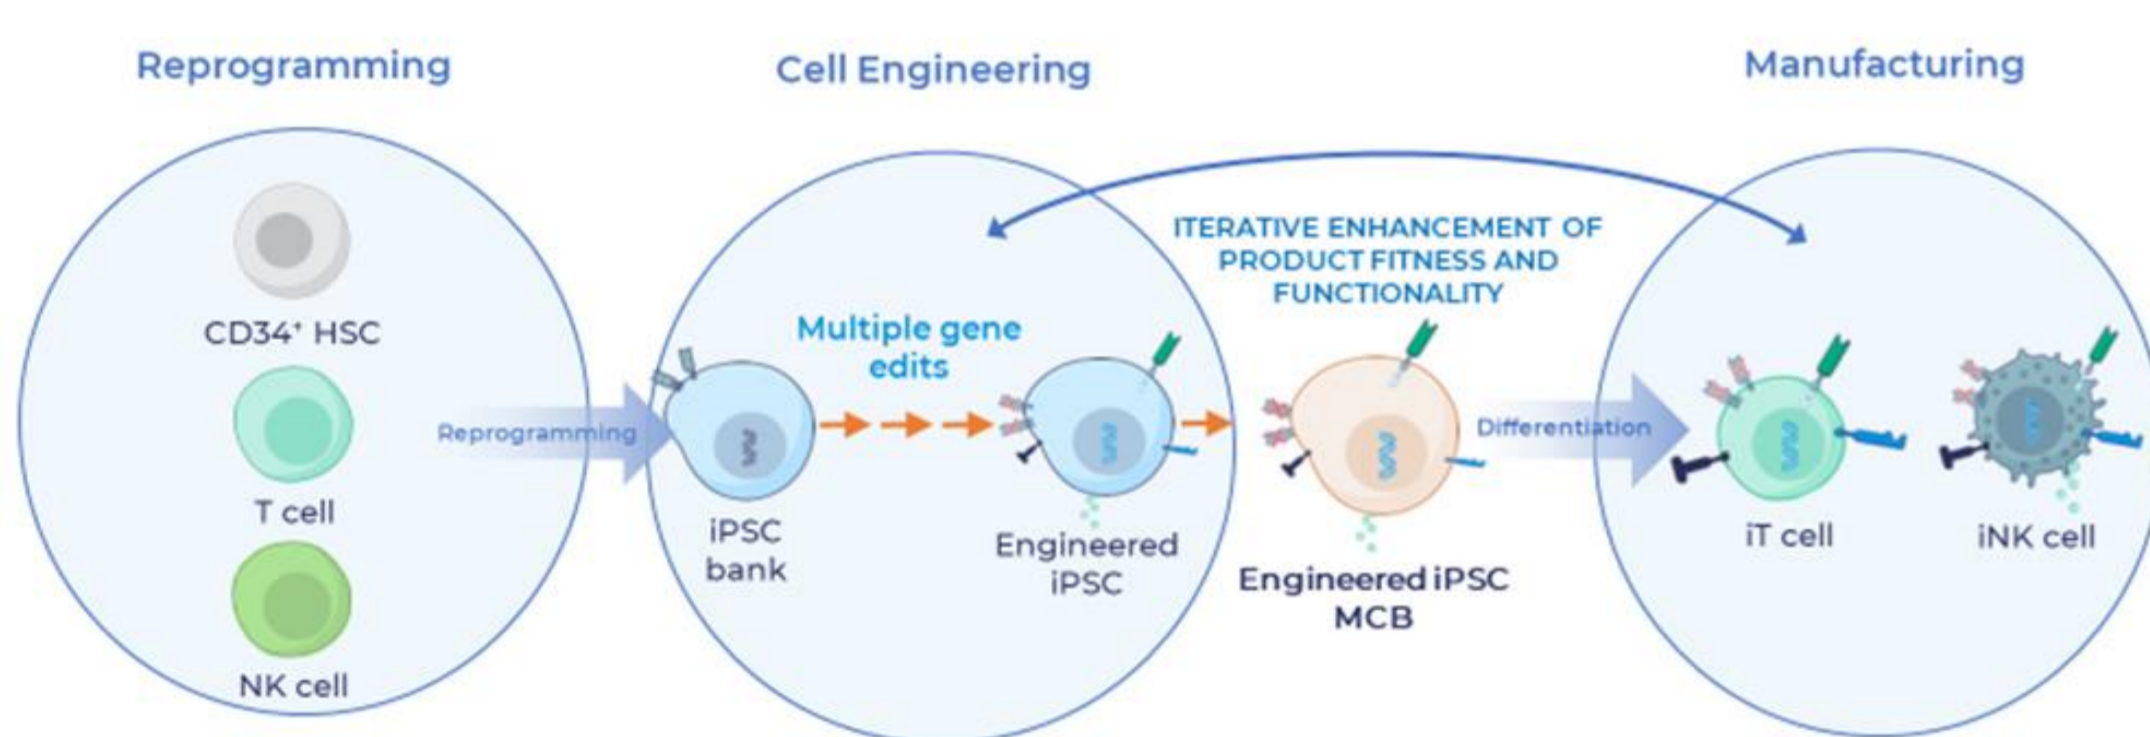 Reprogramming
CD34⁺ HSC
T cell
NK cell
Reprogramming
Cell Engineering
Multiple gene
edits
iPSC
bank
Engineered
iPSC
ITERATIVE ENHANCEMENT OF
PRODUCT FITNESS AND
FUNCTIONALITY
Engineered iPSC
MCB
Differentiation
Manufacturing
iT cell
iNK cell